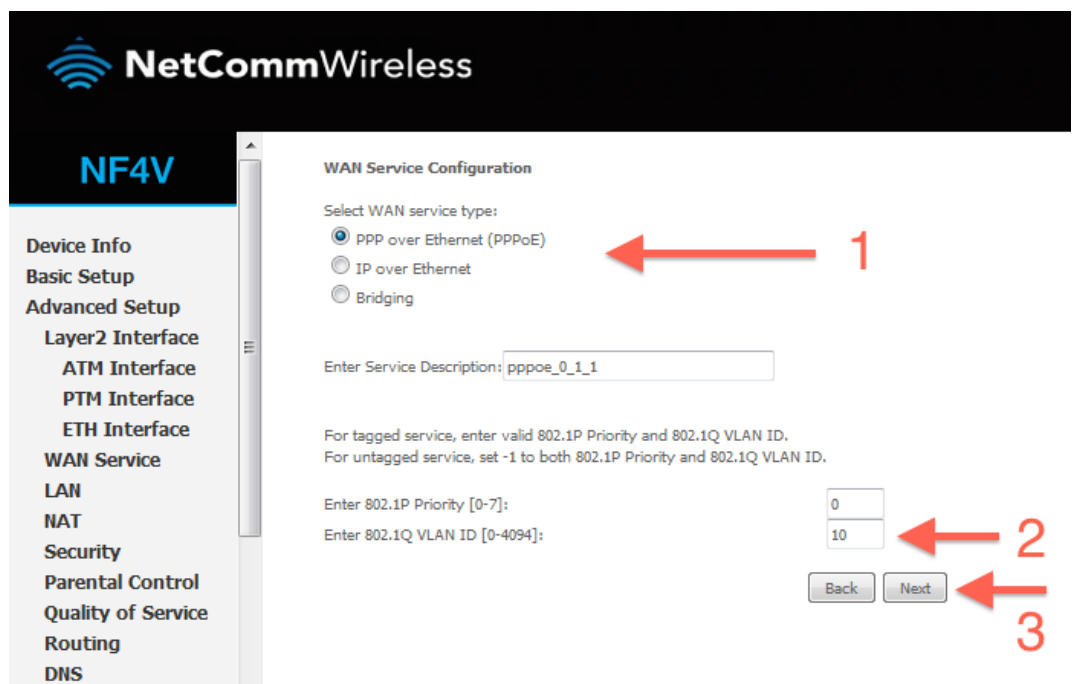 NetCommWireless
NF4V
Device Info
Basic Setup
Advanced Setup
Layer2 Interface
ATM Interface
PTM Interface
ETH Interface
WAN Service
LAN
NAT
Security
Parental Control
Quality of Service
Routing
DNS
WAN Service Configuration
Select WAN service type:
PPP over Ethernet (PPPoE)
1
IP over Ethernet
Bridging
Enter Service Description: pppoe_0_1_1
For tagged service, enter valid 802.1P Priority and 802.1Q VLAN ID.
For untagged service, set -1 to both 802.1P Priority and 802.1Q VLAN ID.
Enter 802.1P Priority [0-7]: 0
Enter 802.1Q VLAN ID [0-4094]: 10
2
Back Next
3